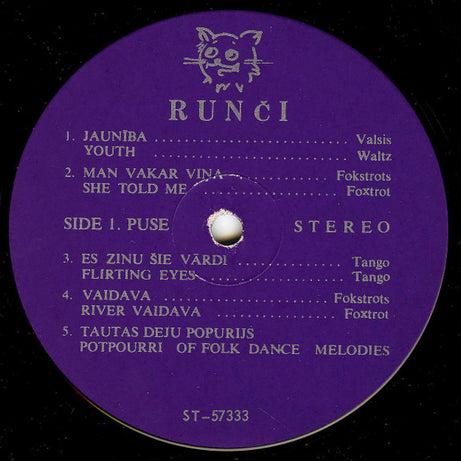 RUNČI
1. JAUNĪBA ........................ Valsis
YOUTH ........................ Waltz
2. MAN VAKAR VIŅA ............ Fokstrots
SHE TOLD ME ................ Foxtrot
SIDE 1. PUSE STEREO
3. ES ZINU ŠIE VĀRDI ............ Tango
FLIRTING EYES ................ Tango
4. VAIDAVA .................... Fokstrots
RIVER VAIDAVA ............ Foxtrot
5. TAUTAS DEJU POPURIJS
POTPOURRI OF FOLK DANCE MELODIES
ST-57333